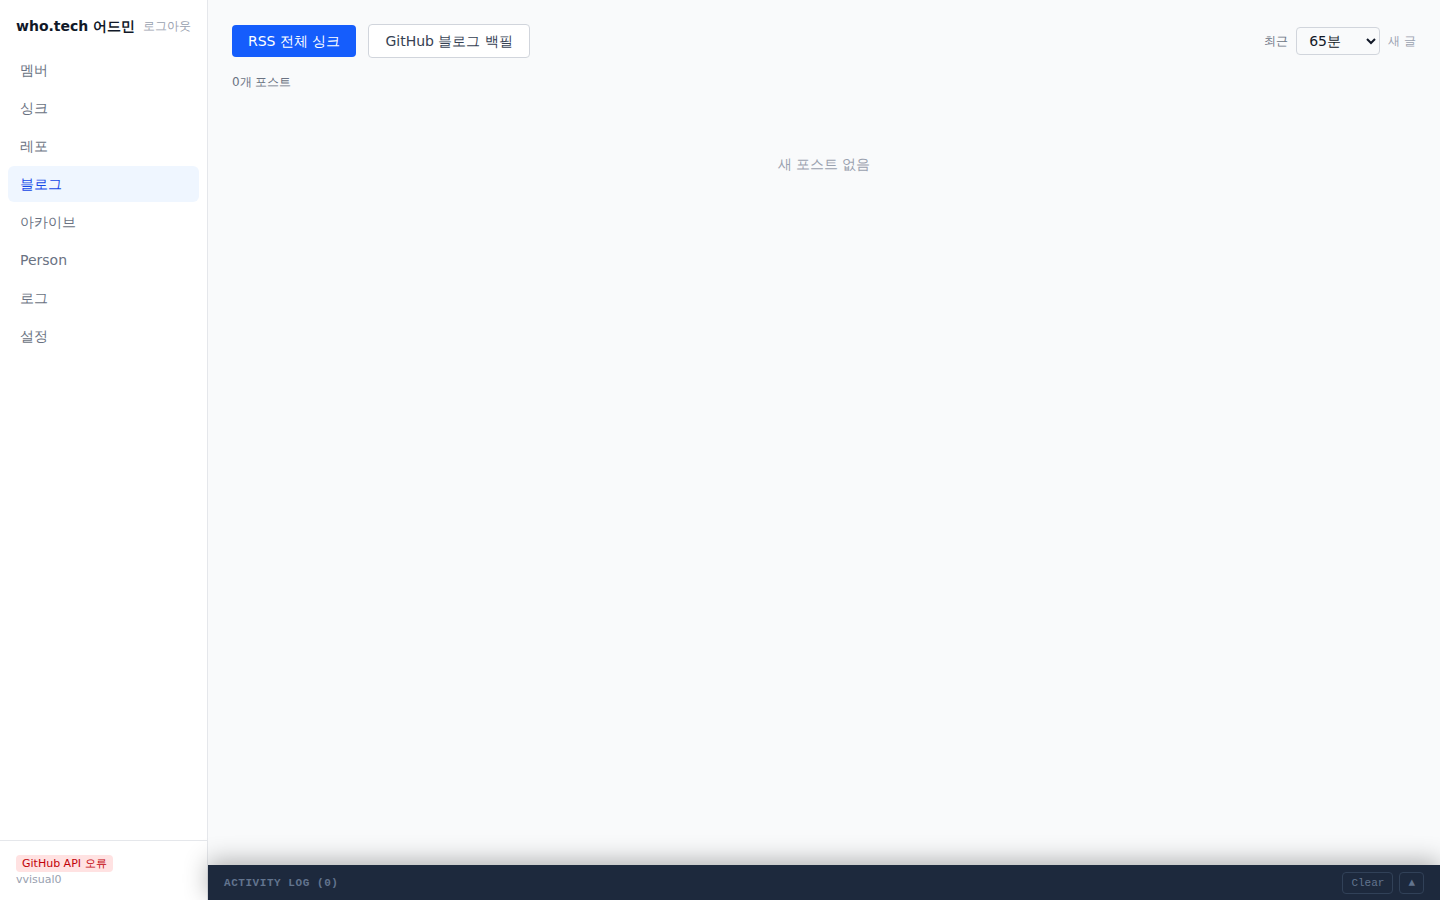 who.tech 어드민 로그아웃
멤버
싱크
레포
블로그
아카이브
Person
로그
설정
GitHub API 오류
vvisual0
RSS 전체 싱크 GitHub 블로그 백필 최근 65분 새 글
0개 포스트
새 포스트 없음
ACTIVITY LOG (0) Clear ▲